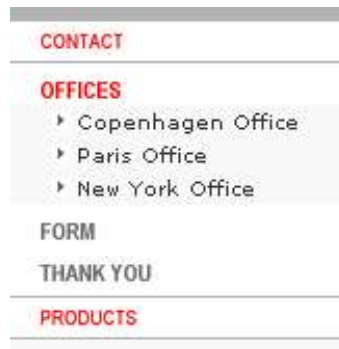 CONTACT
OFFICES
Copenhagen Office
Paris Office
New York Office
FORM
THANK YOU
PRODUCTS